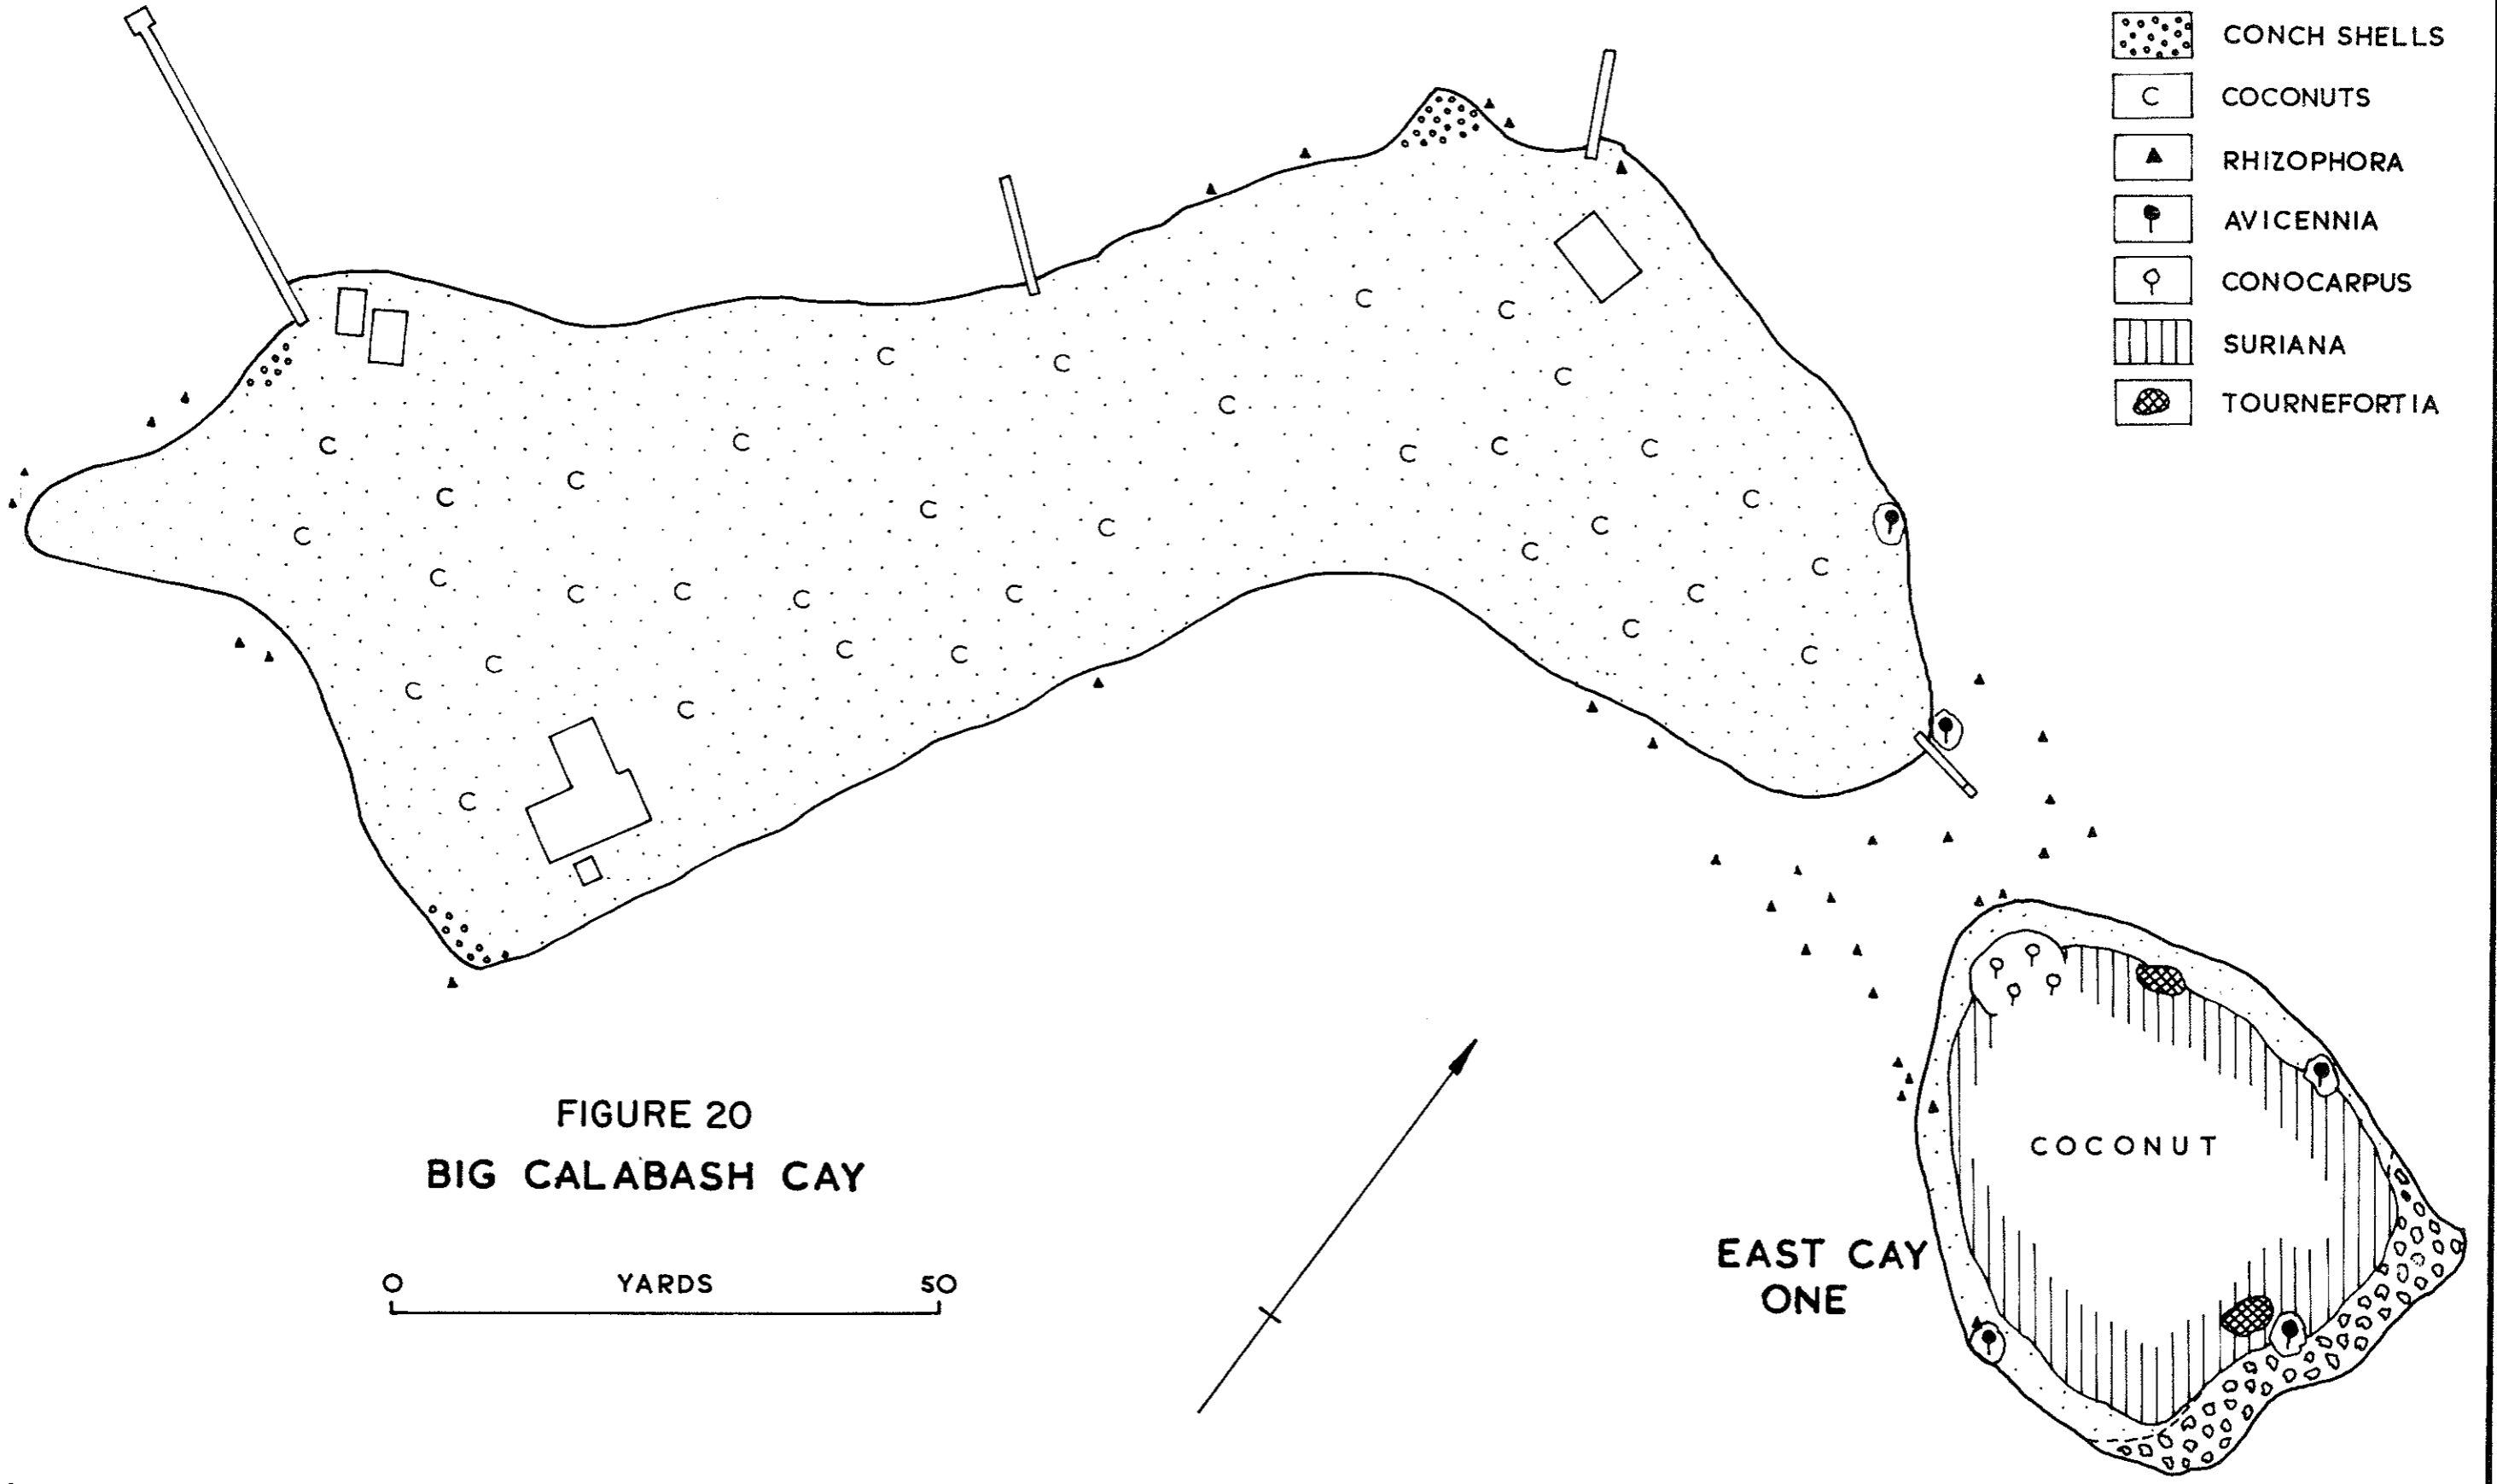 CONCH SHELLS
C COCONUTS
RHIZOPHORA
AVICENNIA
CONOCARPUS
SURIANA
TOURNEFORTIA
C C
C C C
C C
C C C C C
C C C
C C C C
C C C
C C C C C C
C C C
C C C
C C
C
FIGURE 20
BIG CALABASH CAY
0 YARDS 50
COCONUT
EAST CAY
ONE